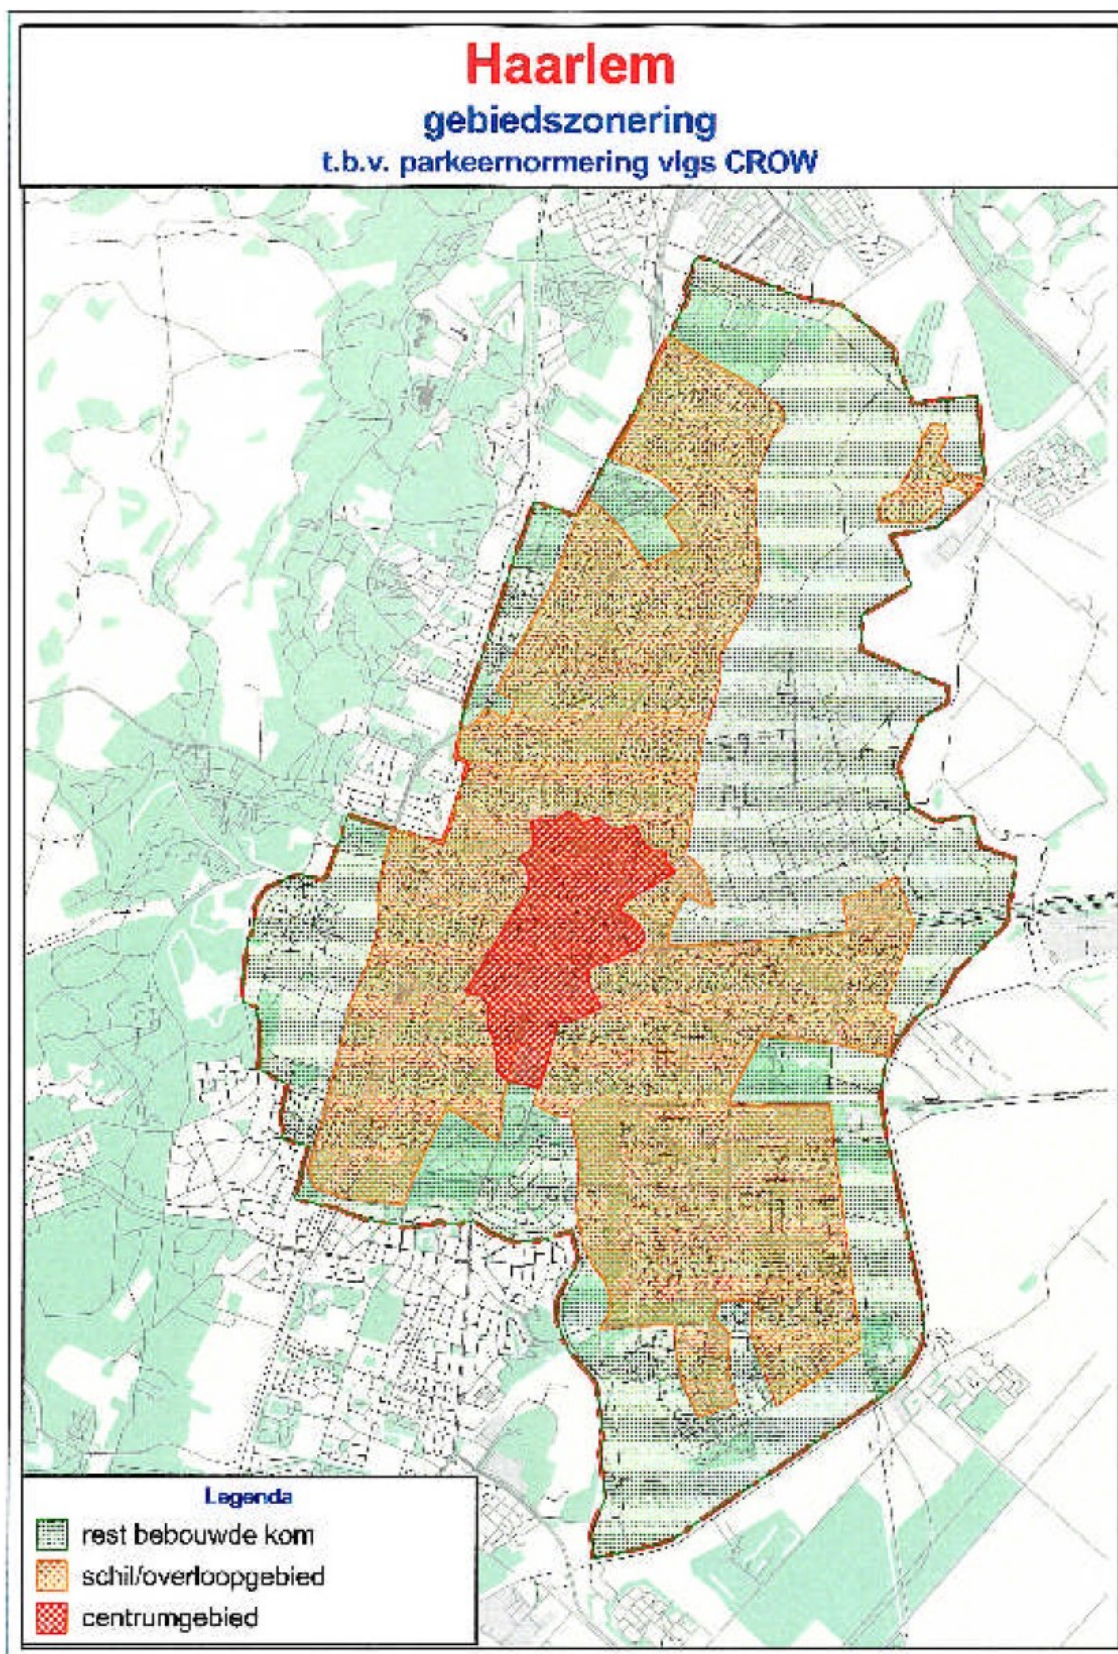 Haarlem
gebiedszonering
t.b.v. parkeernormering vlgs CROW
Legenda
rest bebouwde kom
schil/overloopgebied
centrumgebied